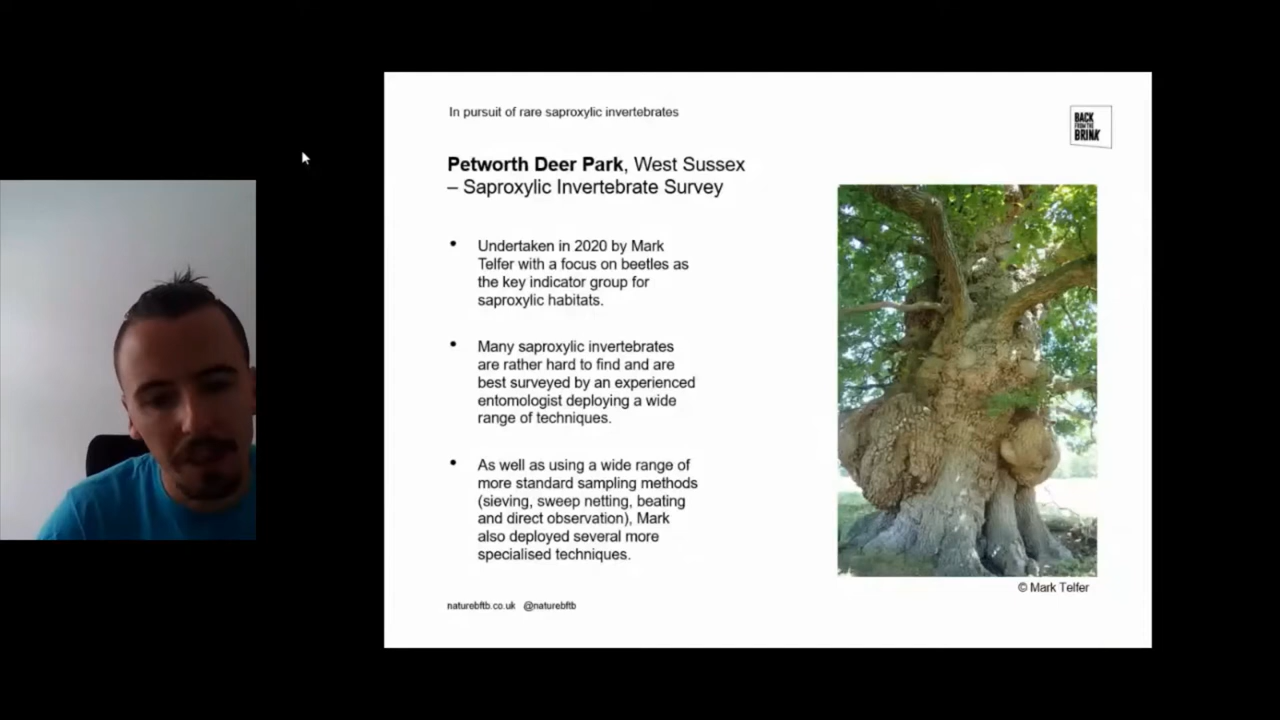 In pursuit of rare saproxylic invertebrates
BACK
FROM THE
BRINK
Petworth Deer Park, West Sussex
– Saproxylic Invertebrate Survey
• Undertaken in 2020 by Mark
Telfer with a focus on beetles as
the key indicator group for
saproxylic habitats.
• Many saproxylic invertebrates
are rather hard to find and are
best surveyed by an experienced
entomologist deploying a wide
range of techniques.
• As well as using a wide range of
more standard sampling methods
(sieving, sweep netting, beating
and direct observation), Mark
also deployed several more
specialised techniques.
© Mark Telfer
naturebftb.co.uk @naturebftb